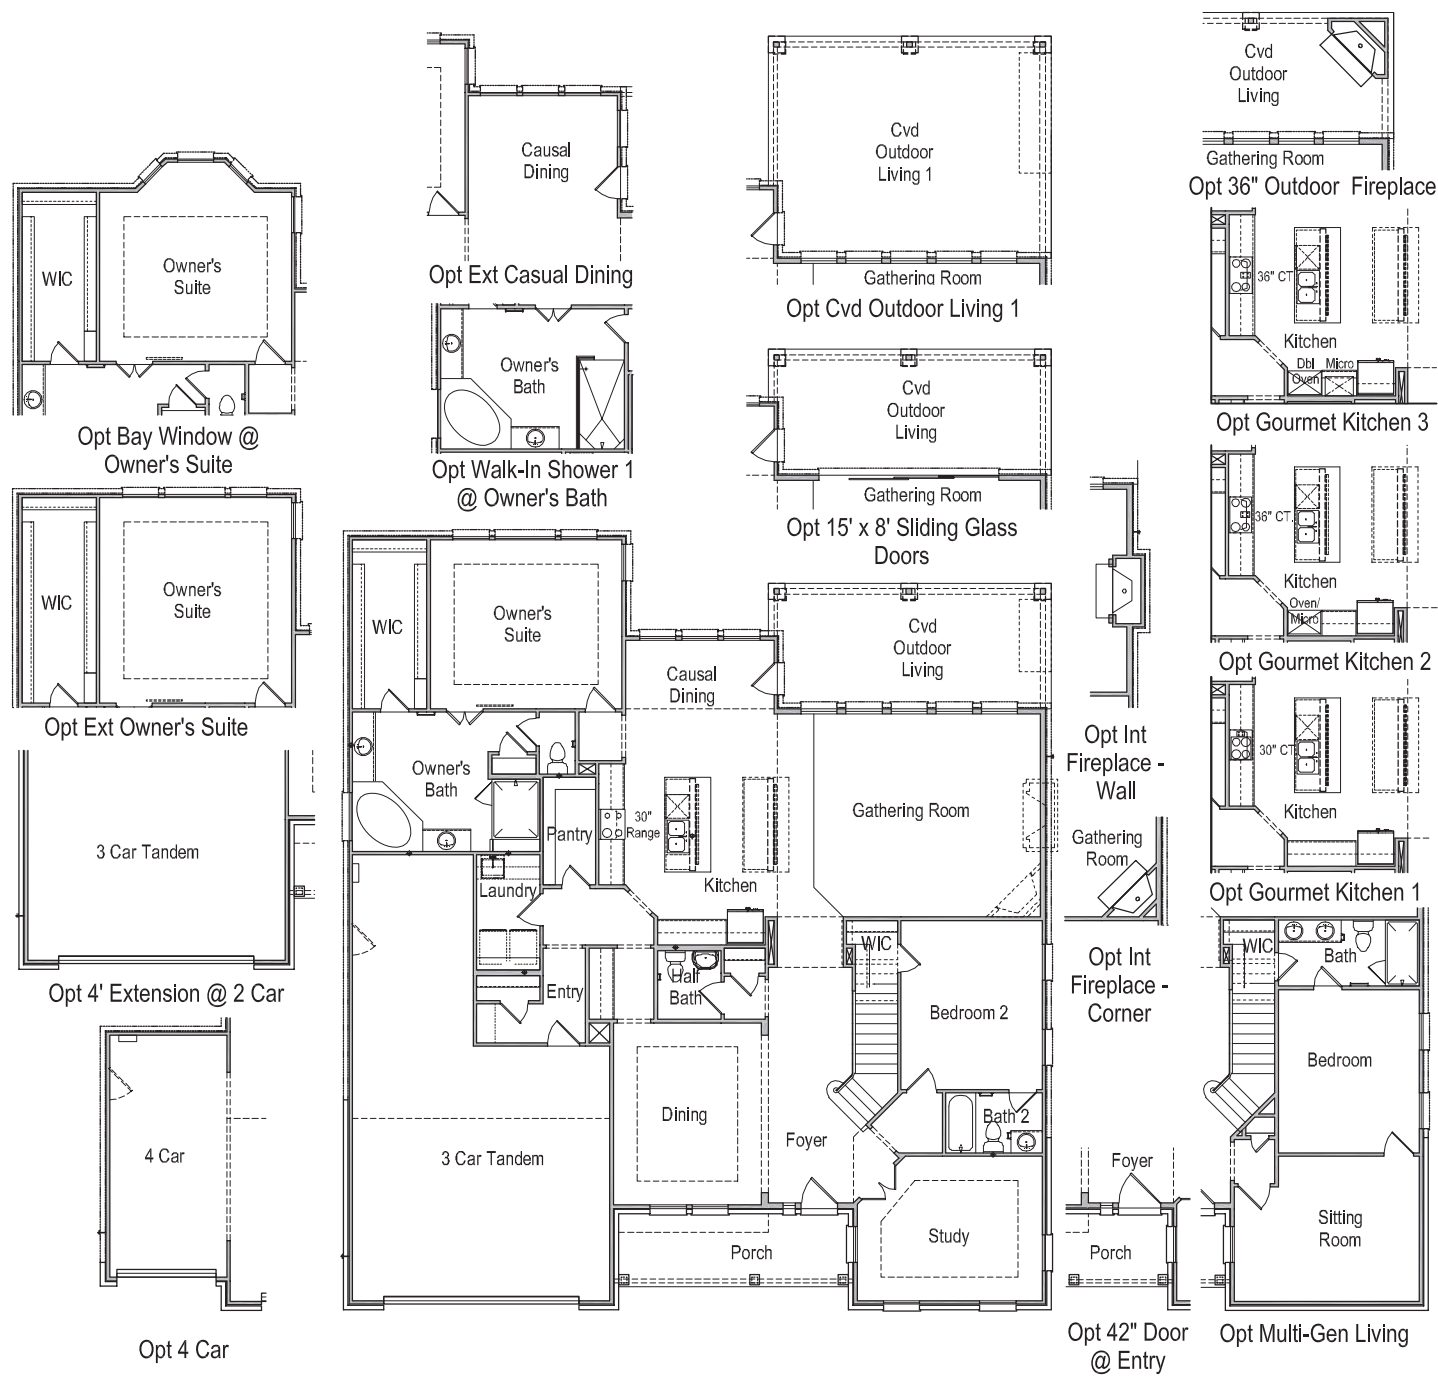 WIC
Owner's
Suite
Opt Bay Window @
Owner's Suite
WIC
Owner's
Suite
Opt Ext Owner's Suite
3 Car Tandem
Opt 4' Extension @ 2 Car
4 Car
Opt 4 Car
Causal
Dining
Opt Ext Casual Dining
Owner's
Bath
Opt Walk-In Shower 1
@ Owner's Bath
Cvd
Outdoor
Living 1
Gathering Room
Opt Cvd Outdoor Living 1
Cvd
Outdoor
Living
Gathering Room
Opt 15' x 8' Sliding Glass
Doors
WIC
Owner's
Suite
Causal
Dining
Cvd
Outdoor
Living
Owner's
Bath
Pantry
30"
Range
Gathering Room
Laundry
Kitchen
WIC
Half
Bath
Entry
Bedroom 2
Dining
Foyer
Bath 2
3 Car Tandem
Porch
Study
Cvd
Outdoor
Living
Gathering Room
Opt 36" Outdoor Fireplace
36" CT
Kitchen
Dbl
Oven
Micro
Opt Gourmet Kitchen 3
36" CT.
Kitchen
Oven/
Micro
Opt Gourmet Kitchen 2
30" CT.
Kitchen
Opt Gourmet Kitchen 1
Opt Int
Fireplace -
Wall
Gathering
Room
Opt Int
Fireplace -
Corner
Foyer
Porch
Opt 42" Door
@ Entry
WIC
Bath
Bedroom
Sitting
Room
Opt Multi-Gen Living